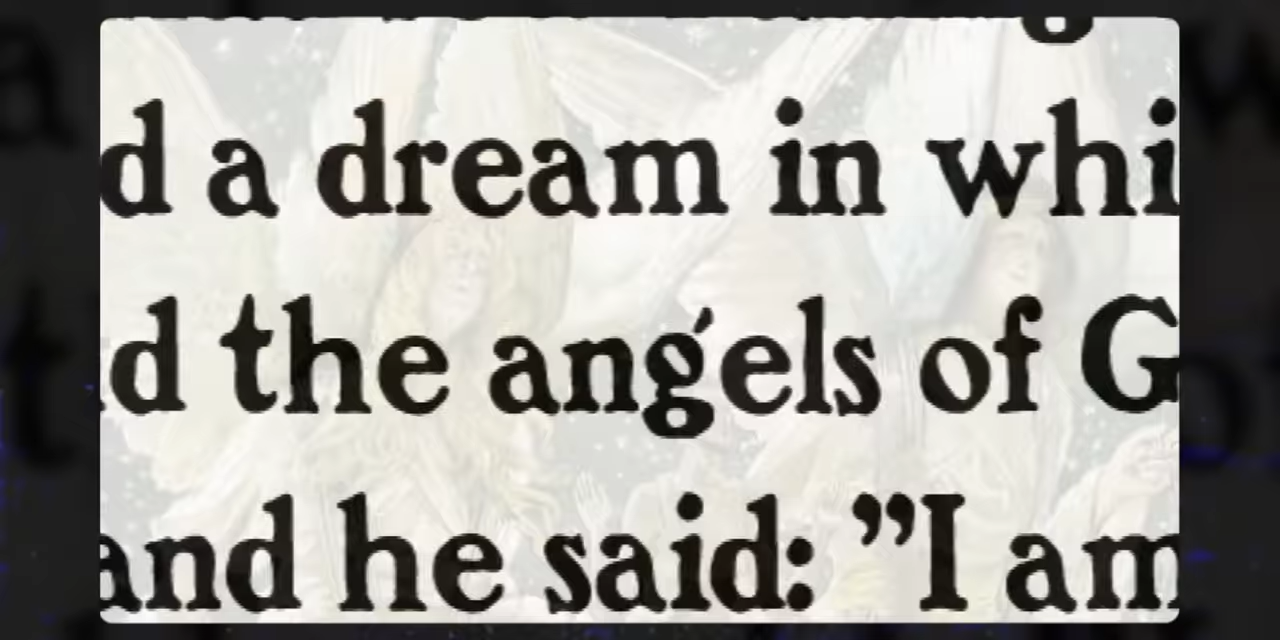 d a dream in whi
d the angels of G
and he said: ”I am